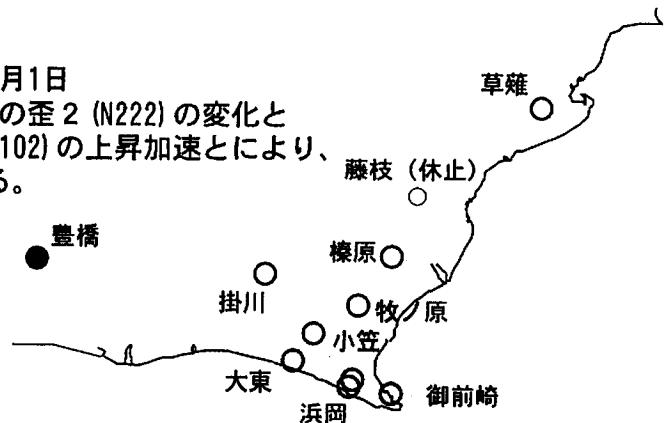 月1日
の歪2(N222)の変化と
102)の上昇加速とにより、
る。
草薙
藤枝(休止)
豊橋
榛原
掛川
牧ノ原
小笠
大東
御前崎
浜岡